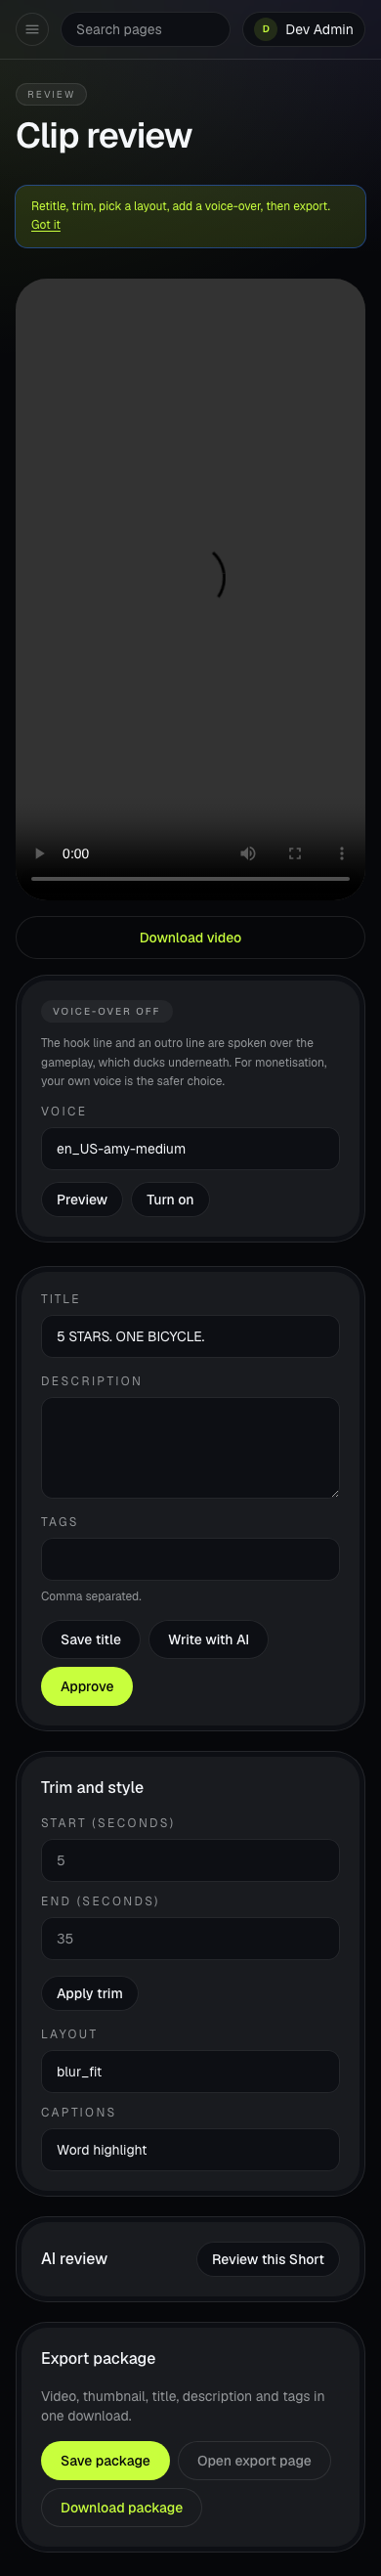 Search pages
D
Dev Admin
REVIEW
Clip review
Retitle, trim, pick a layout, add a voice-over, then export.
Got it
0:00
Download video
VOICE-OVER OFF
The hook line and an outro line are spoken over the
gameplay, which ducks underneath. For monetisation,
your own voice is the safer choice.
VOICE
en_US-amy-medium
Preview
Turn on
TITLE
5 STARS. ONE BICYCLE.
DESCRIPTION
TAGS
Comma separated.
Save title
Write with AI
Approve
Trim and style
START (SECONDS)
5
END (SECONDS)
35
Apply trim
LAYOUT
blur_fit
CAPTIONS
Word highlight
AI review
Review this Short
Export package
Video, thumbnail, title, description and tags in
one download.
Save package
Open export page
Download package